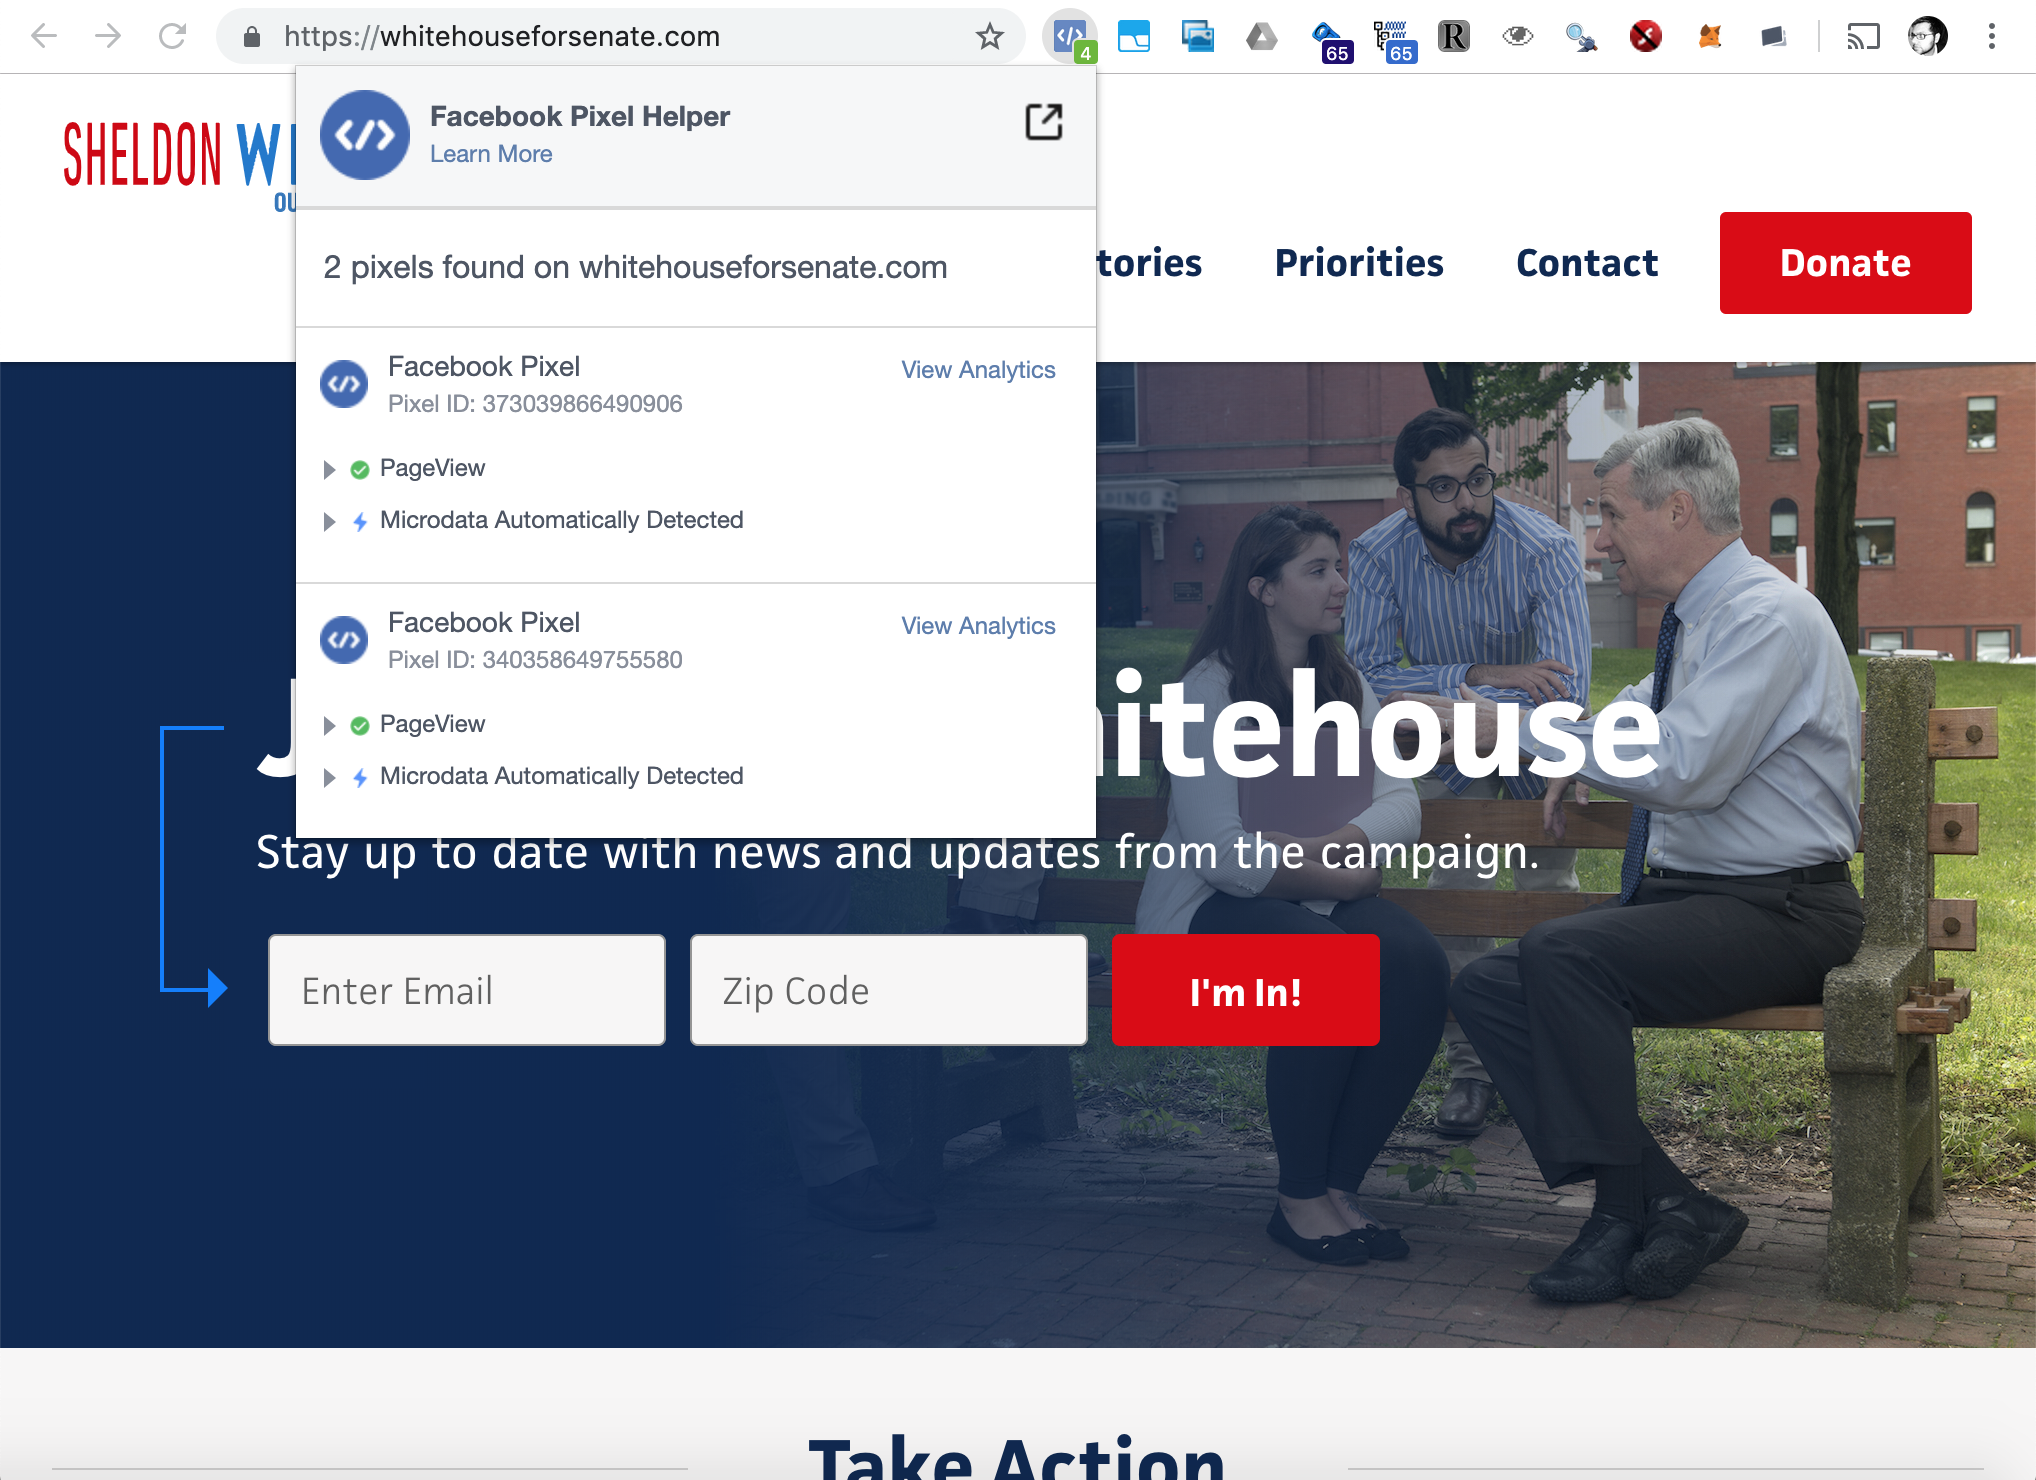 https://whitehouseforsenate.com
4
65
65
R
SHELDON W
OU
Facebook Pixel Helper
Learn More
2 pixels found on whitehouseforsenate.com
tories
Priorities
Contact
Donate
Facebook Pixel
View Analytics
Pixel ID: 373039866490906
PageView
Microdata Automatically Detected
Facebook Pixel
View Analytics
Pixel ID: 340358649755580
PageView
Microdata Automatically Detected
J
itehouse
Stay up to date with news and updates from the campaign.
Enter Email
Zip Code
I'm In!
Take Action